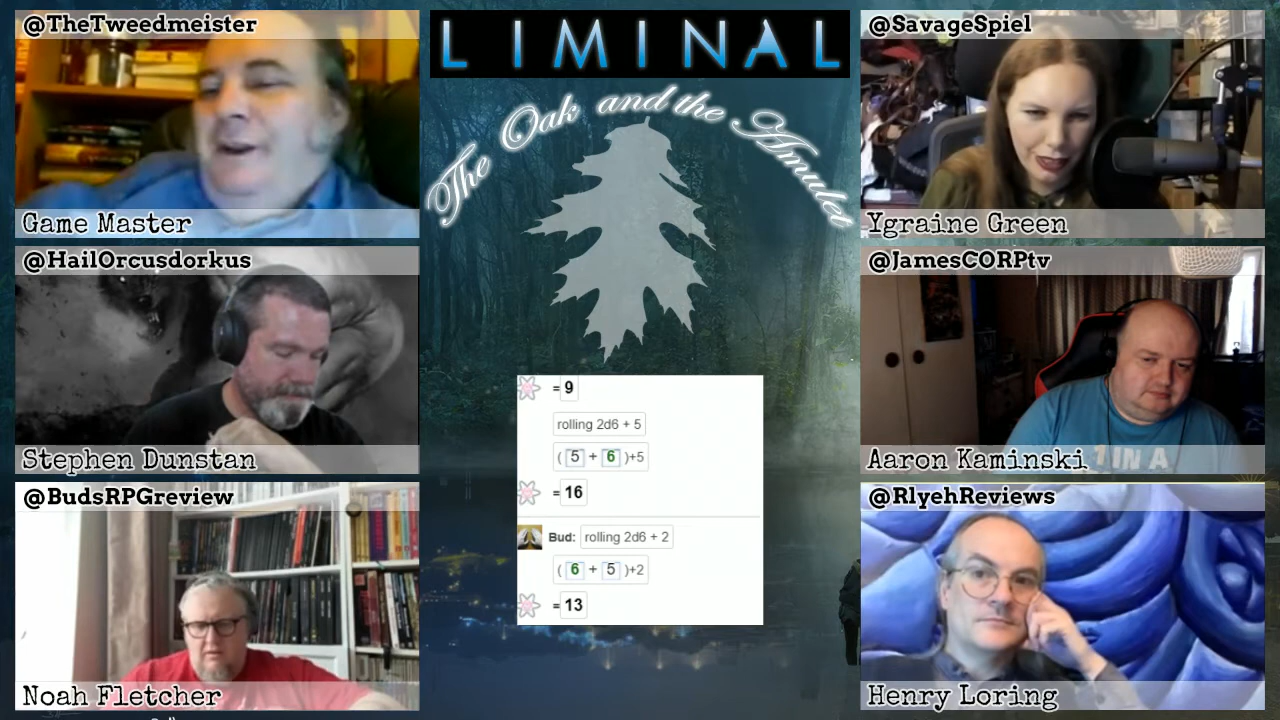 @TheTweedmeister
Game Master
LIMINAL
The Oak and the Amulet
@SavageSpiel
Ygraine Green
@HailOrcusdorkus
Stephen Dunstan
@JamesCORPtv
1 IN A
Aaron Kaminski
= 9
rolling 2d6 + 5
( 5 + 6 )+5
= 16
Bud: rolling 2d6 + 2
( 6 + 5 )+2
= 13
@BudsRPGreview
Noah Fletcher
@RlyehReviews
Henry Loring